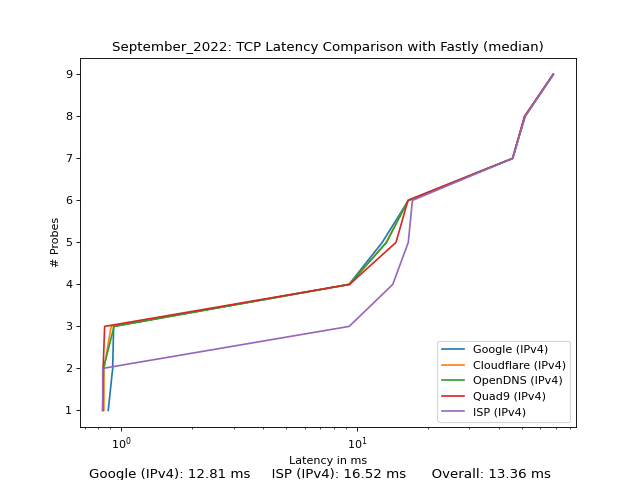 September_2022: TCP Latency Comparison with Fastly (median)
9
8
7
6
5
4
3
2
1
# Probes
Google (IPv4)
Cloudflare (IPv4)
OpenDNS (IPv4)
Quad9 (IPv4)
ISP (IPv4)
10⁰ 10¹
Latency in ms
Google (IPv4): 12.81 ms ISP (IPv4): 16.52 ms Overall: 13.36 ms